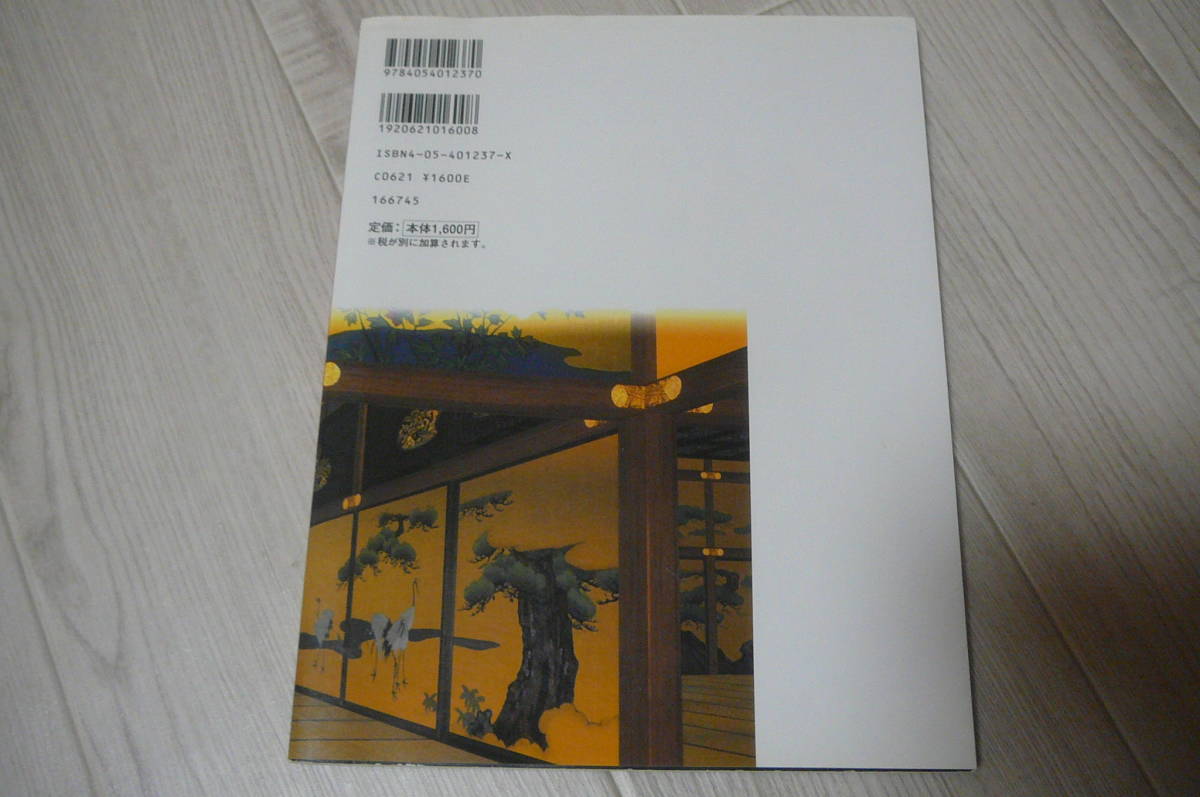 9784054012370
1920621016008
ISBN4-05-401237-X
C0621 ¥1600E
166745
定価：本体1,600円
※税が別に加算されます。